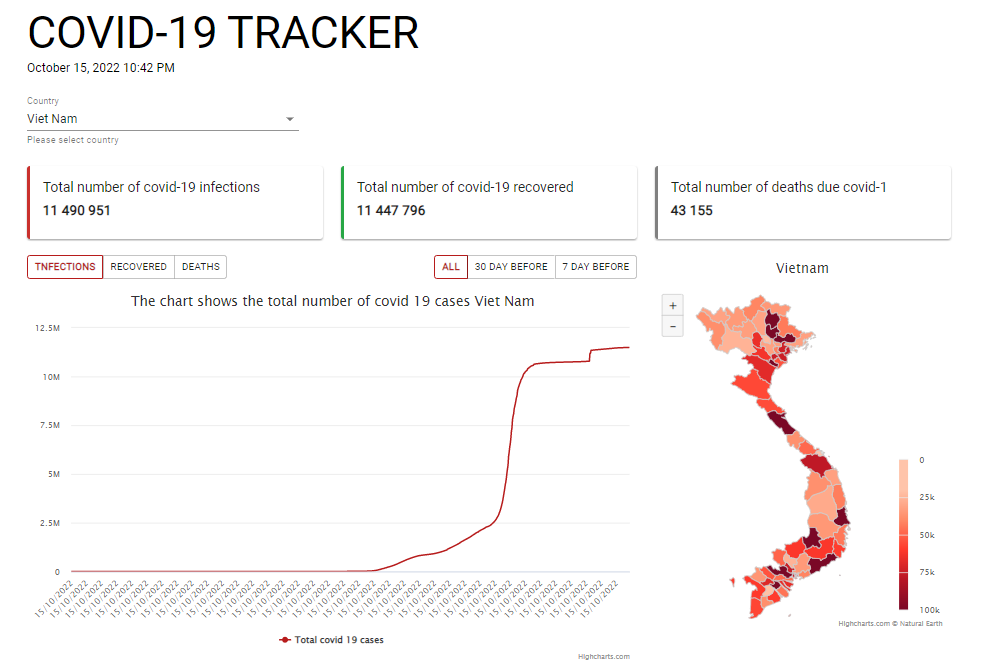 COVID-19 TRACKER
October 15, 2022 10:42 PM
Country
Viet Nam
Please select country
Total number of covid-19 infections
11 490 951
Total number of covid-19 recovered
11 447 796
Total number of deaths due covid-1
43 155
TNFECTIONS RECOVERED DEATHS
ALL 30 DAY BEFORE 7 DAY BEFORE
The chart shows the total number of covid 19 cases Viet Nam
12.5M
10M
7.5M
5M
2.5M
0
15/10/2022 15/10/2022 15/10/2022 15/10/2022 15/10/2022 15/10/2022 15/10/2022 15/10/2022 15/10/2022 15/10/2022 15/10/2022 15/10/2022 15/10/2022 15/10/2022 15/10/2022 15/10/2022 15/10/2022 15/10/2022 15/10/2022 15/10/2022 15/10/2022 15/10/2022 15/10/2022 15/10/2022 15/10/2022 15/10/2022 15/10/2022 15/10/2022 15/10/2022 15/10/2022 15/10/2022 15/10/2022 15/10/2022 15/10/2022 15/10/2022 15/10/2022 15/10/2022
Total covid 19 cases
Highcharts.com
Vietnam
+
−
0
25k
50k
75k
100k
Highcharts.com © Natural Earth